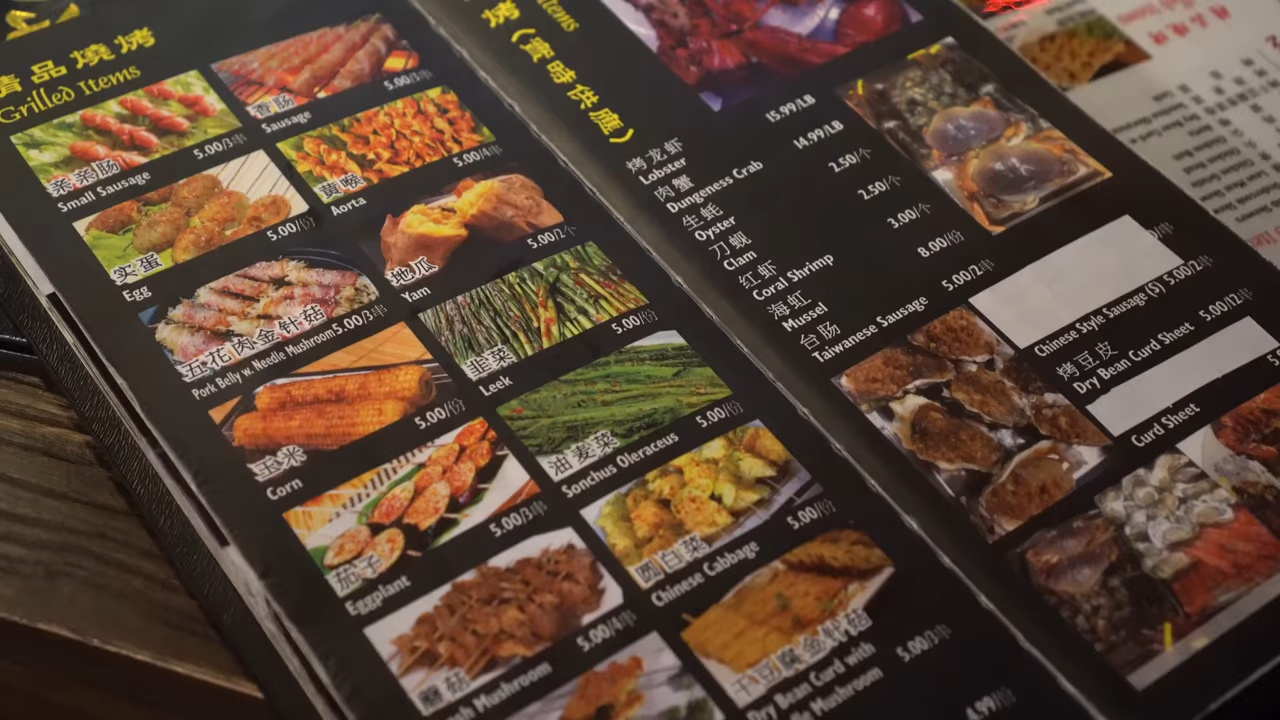 精品燒烤
Grilled Items
5.00/3串
亲亲肠
Small Sausage
5.00/3串
香肠
Sausage
5.00/份
实蛋
Egg
5.00/4串
黄喉
Aorta
5.00/3串
五花肉金针菇
Pork Belly w. Needle Mushroom
5.00/2个
地瓜
Yam
5.00/份
玉米
Corn
5.00/份
韭菜
Leek
5.00/3串
茄子
Eggplant
5.00/份
油麦菜
Sonchus Oleraceus
5.00/4串
蘑菇
Mushroom
5.00/份
圆白菜
Chinese Cabbage
5.00/3串
干豆腐金针菇
Dry Bean Curd with
Mushroom
4.99/份
Items
15.99/LB
烤龙虾
Lobster
14.99/LB
肉蟹
Dungeness Crab
2.50/个
生蚝
Oyster
2.50/个
刀蚬
Clam
3.00/个
红虾
Coral Shrimp
8.00/份
海虹
Mussel
台肠
Taiwanese Sausage 5.00/2串
Chinese Style Sausage (S) 5.00/2串
烤豆皮
Dry Bean Curd Sheet 5.00/12串
Curd Sheet